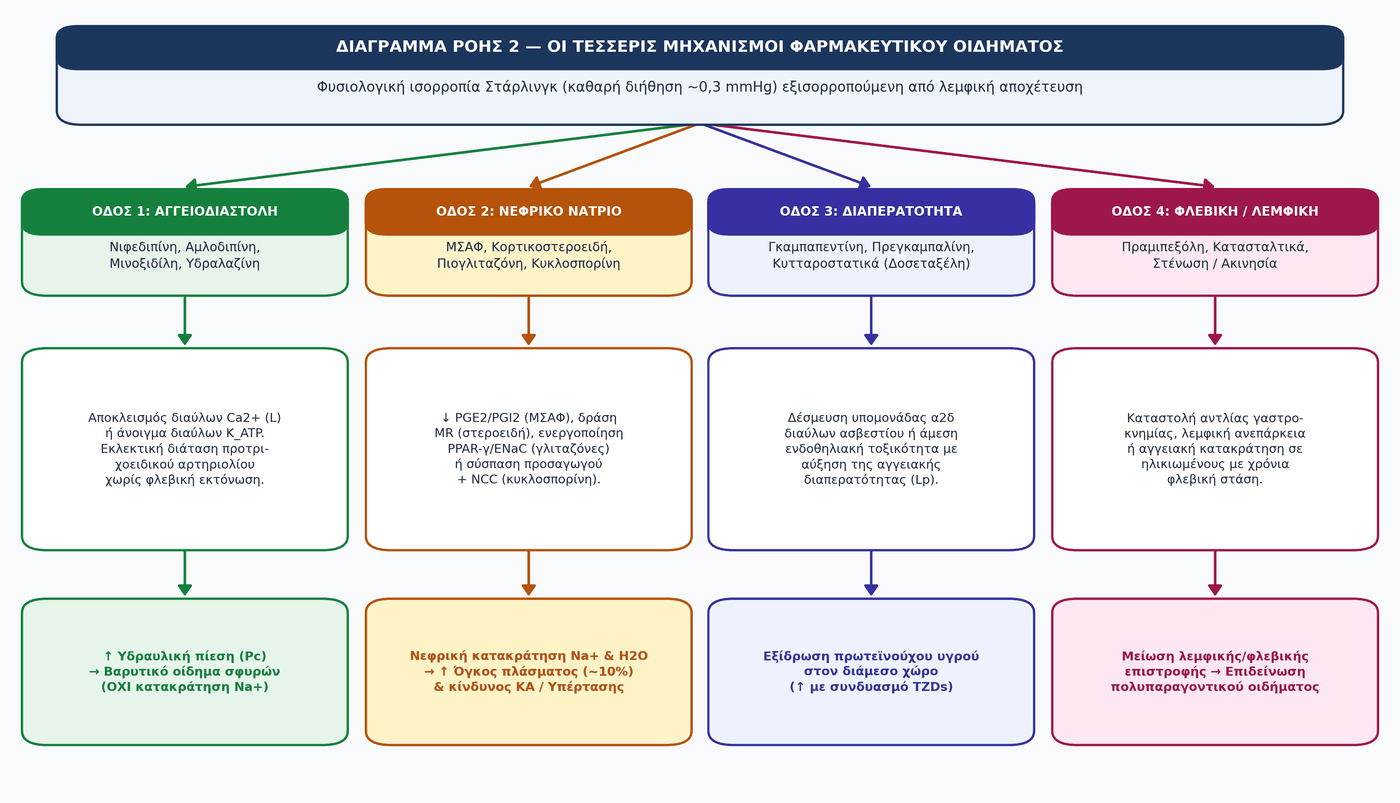 ΔΙΑΓΡΑΜΜΑ ΡΟΗΣ 2 — ΟΙ ΤΕΣΣΕΡΙΣ ΜΗΧΑΝΙΣΜΟΙ ΦΑΡΜΑΚΕΥΤΙΚΟΥ ΟΙΔΗΜΑΤΟΣ
Φυσιολογική ισορροπία Στάρλινγκ (καθαρή διήθηση ~0,3 mmHg) εξισορροπούμενη από λεμφική αποχέτευση
ΟΔΟΣ 1: ΑΓΓΕΙΟΔΙΑΣΤΟΛΗ
Νιφεδιπίνη, Αμλοδιπίνη,
Μινοξιδίλη, Υδραλαζίνη
Αποκλεισμός διαύλων Ca2+ (L)
ή άνοιγμα διαύλων K_ATP.
Εκλεκτική διάταση προτρι-
χοειδικού αρτηριολίου
χωρίς φλεβική εκτόνωση.
↑ Υδραυλική πίεση (Pc)
→ Βαρυτικό οίδημα σφυρών
(ΟΧΙ κατακράτηση Na+)
ΟΔΟΣ 2: ΝΕΦΡΙΚΟ ΝΑΤΡΙΟ
ΜΣΑΦ, Κορτικοστεροειδή,
Πιογλιταζόνη, Κυκλοσπορίνη
↓ PGE2/PGI2 (ΜΣΑΦ), δράση
MR (στεροειδή), ενεργοποίηση
PPAR-γ/ENaC (γλιταζόνες)
ή σύσπαση προσαγωγού
+ NCC (κυκλοσπορίνη).
Νεφρική κατακράτηση Na+ & H2O
→ ↑ Όγκος πλάσματος (~10%)
& κίνδυνος ΚΑ / Υπέρτασης
ΟΔΟΣ 3: ΔΙΑΠΕΡΑΤΟΤΗΤΑ
Γκαμπαπεντίνη, Πρεγκαμπαλίνη,
Κυτταροστατικά (Δοσεταξέλη)
Δέσμευση υπομονάδας α2δ
διαύλων ασβεστίου ή άμεση
ενδοθηλιακή τοξικότητα με
αύξηση της αγγειακής
διαπερατότητας (Lp).
Εξίδρωση πρωτεϊνούχου υγρού
στον διάμεσο χώρο
(↑ με συνδυασμό TZDs)
ΟΔΟΣ 4: ΦΛΕΒΙΚΗ / ΛΕΜΦΙΚΗ
Πραμιπεξόλη, Κατασταλτικά,
Στένωση / Ακινησία
Καταστολή αντλίας γαστρο-
κνημίας, λεμφική ανεπάρκεια
ή αγγειακή κατακράτηση σε
ηλικιωμένους με χρόνια
φλεβική στάση.
Μείωση λεμφικής/φλεβικής
επιστροφής → Επιδείνωση
πολυπαραγοντικού οιδήματος